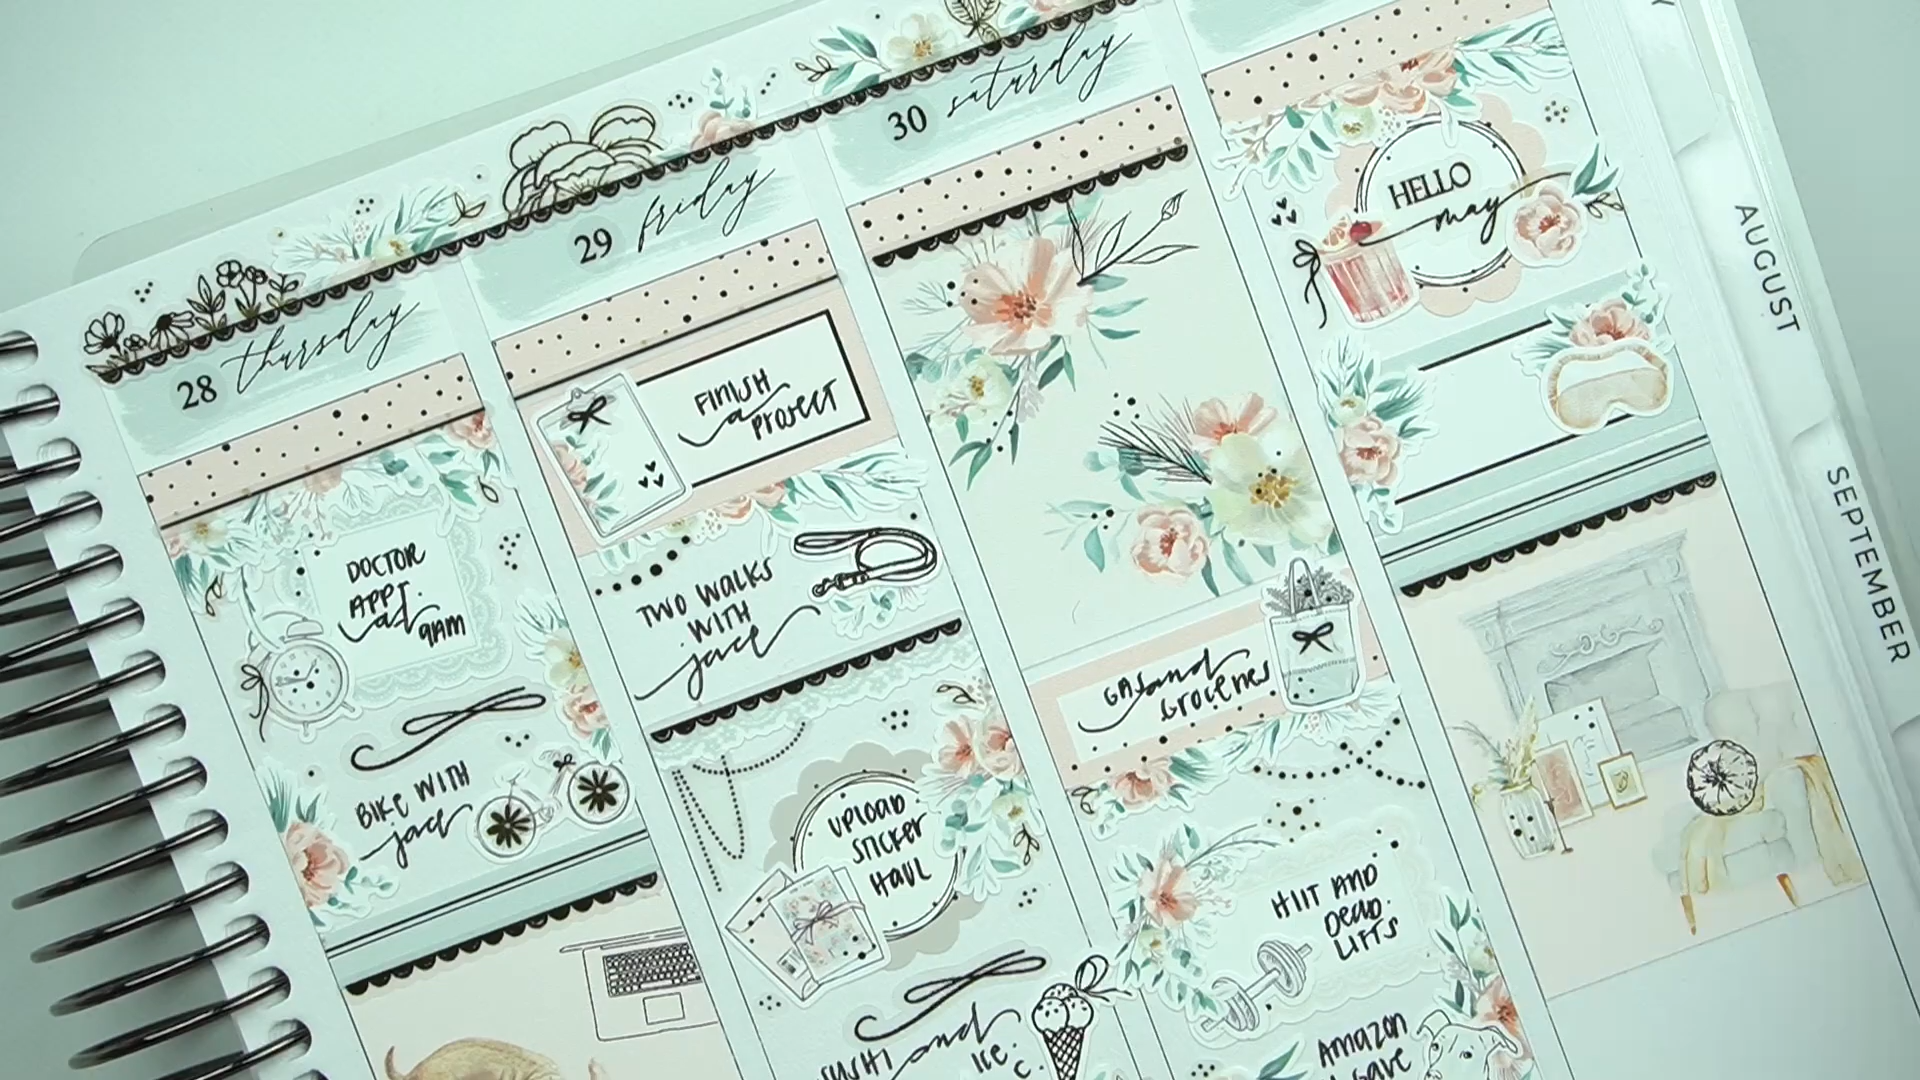 28 thursday
DOCTOR
APPT.
at
9AM
BIKE WITH
jace
29 friday
FINISH
a
PROJECT
TWO WALKS
WITH
jace
UPLOAD
STICKER
HAUL
SUSHI and
ICE
C.
30 saturday
GAS and
GROCERIES
HIIT AND
DEAD.
LIFTS
AMAZON
HELLO
may
AUGUST
SEPTEMBER